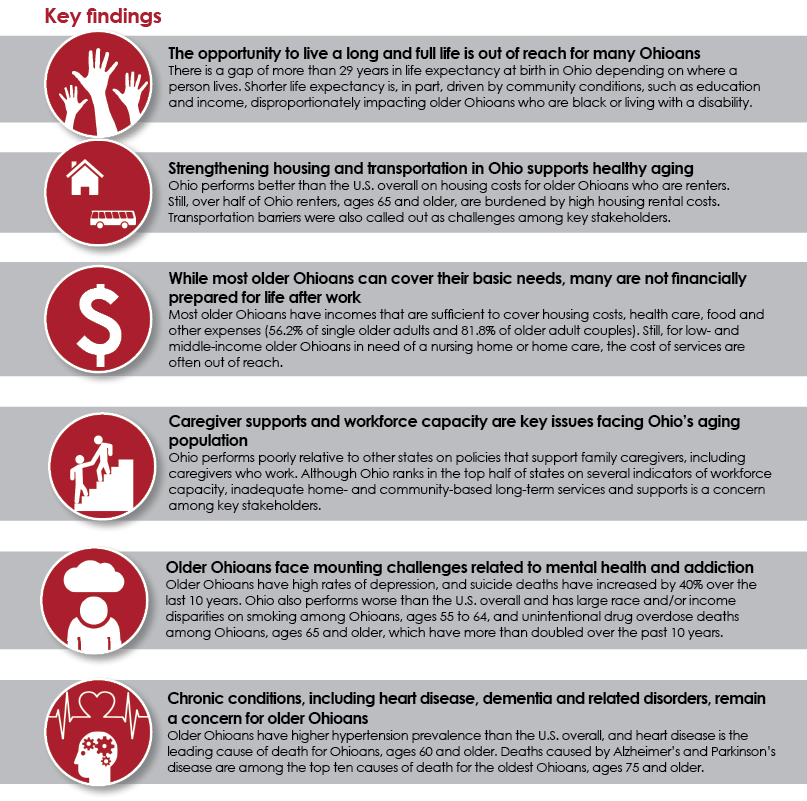 Key findings
The opportunity to live a long and full life is out of reach for many Ohioans
There is a gap of more than 29 years in life expectancy at birth in Ohio depending on where a
person lives. Shorter life expectancy is, in part, driven by community conditions, such as education
and income, disproportionately impacting older Ohioans who are black or living with a disability.
Strengthening housing and transportation in Ohio supports healthy aging
Ohio performs better than the U.S. overall on housing costs for older Ohioans who are renters.
Still, over half of Ohio renters, ages 65 and older, are burdened by high housing rental costs.
Transportation barriers were also called out as challenges among key stakeholders.
While most older Ohioans can cover their basic needs, many are not financially
prepared for life after work
Most older Ohioans have incomes that are sufficient to cover housing costs, health care, food and
other expenses (56.2% of single older adults and 81.8% of older adult couples). Still, for low- and
middle-income older Ohioans in need of a nursing home or home care, the cost of services are
often out of reach.
Caregiver supports and workforce capacity are key issues facing Ohio's aging
population
Ohio performs poorly relative to other states on policies that support family caregivers, including
caregivers who work. Although Ohio ranks in the top half of states on several indicators of workforce
capacity, inadequate home- and community-based long-term services and supports is a concern
among key stakeholders.
Older Ohioans face mounting challenges related to mental health and addiction
Older Ohioans have high rates of depression, and suicide deaths have increased by 40% over the
last 10 years. Ohio also performs worse than the U.S. overall and has large race and/or income
disparities on smoking among Ohioans, ages 55 to 64, and unintentional drug overdose deaths
among Ohioans, ages 65 and older, which have more than doubled over the past 10 years.
Chronic conditions, including heart disease, dementia and related disorders, remain
a concern for older Ohioans
Older Ohioans have higher hypertension prevalence than the U.S. overall, and heart disease is the
leading cause of death for Ohioans, ages 60 and older. Deaths caused by Alzheimer's and Parkinson's
disease are among the top ten causes of death for the oldest Ohioans, ages 75 and older.